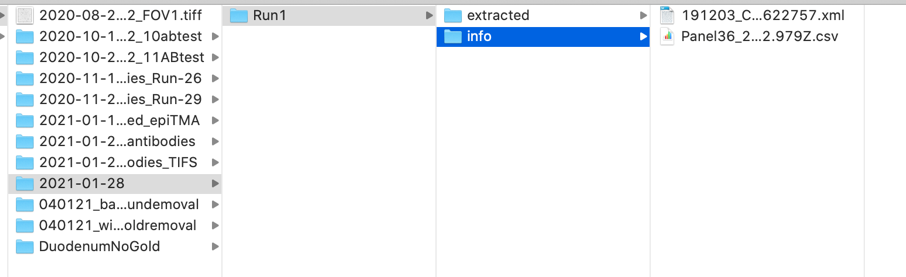 2020-08-2...2_FOV1.tiff
2020-10-1...2_10abtest
2020-10-2...2_11ABtest
2020-11-1...ies_Run-26
2020-11-2...ies_Run-29
2021-01-1...ed_epiTMA
2021-01-2...antibodies
2021-01-2...odies_TIFS
2021-01-28
040121_ba...undemoval
040121_wi...oldremoval
DuodenumNoGold
Run1
extracted
info
191203_C...622757.xml
Panel36_2...2.979Z.csv